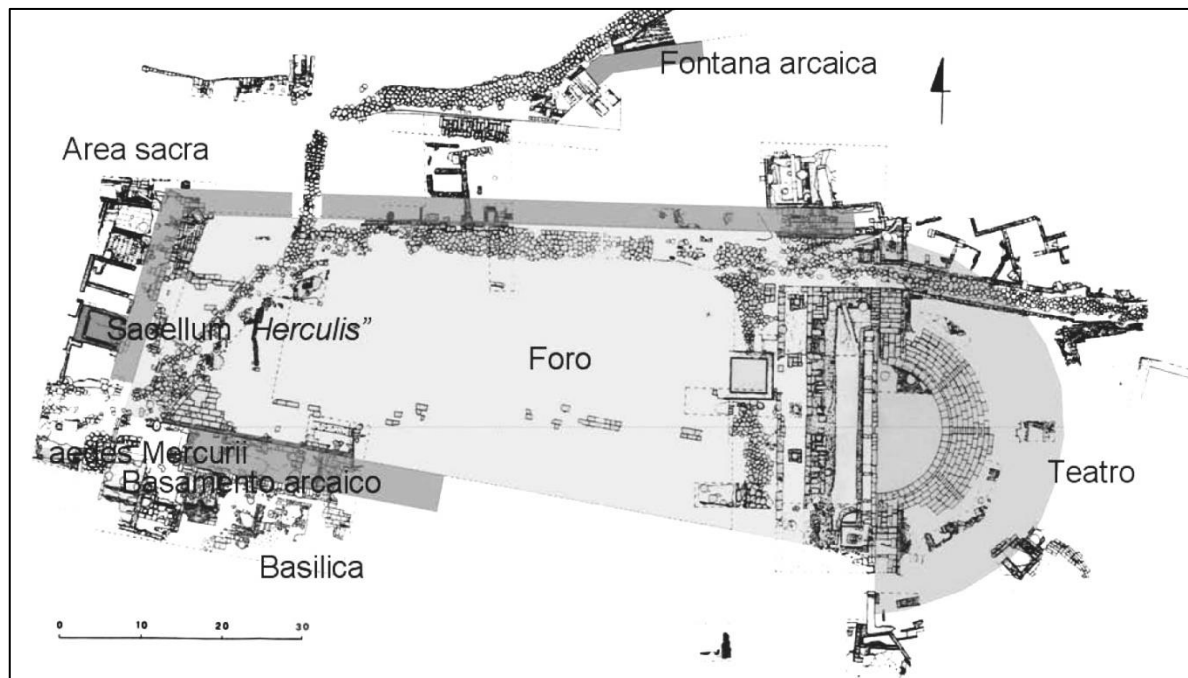 Fontana arcaica
Area sacra
Sacellum Herculis”
Foro
aedes Mercurii
Basamento arcaico
Teatro
Basilica
0 10 20 30